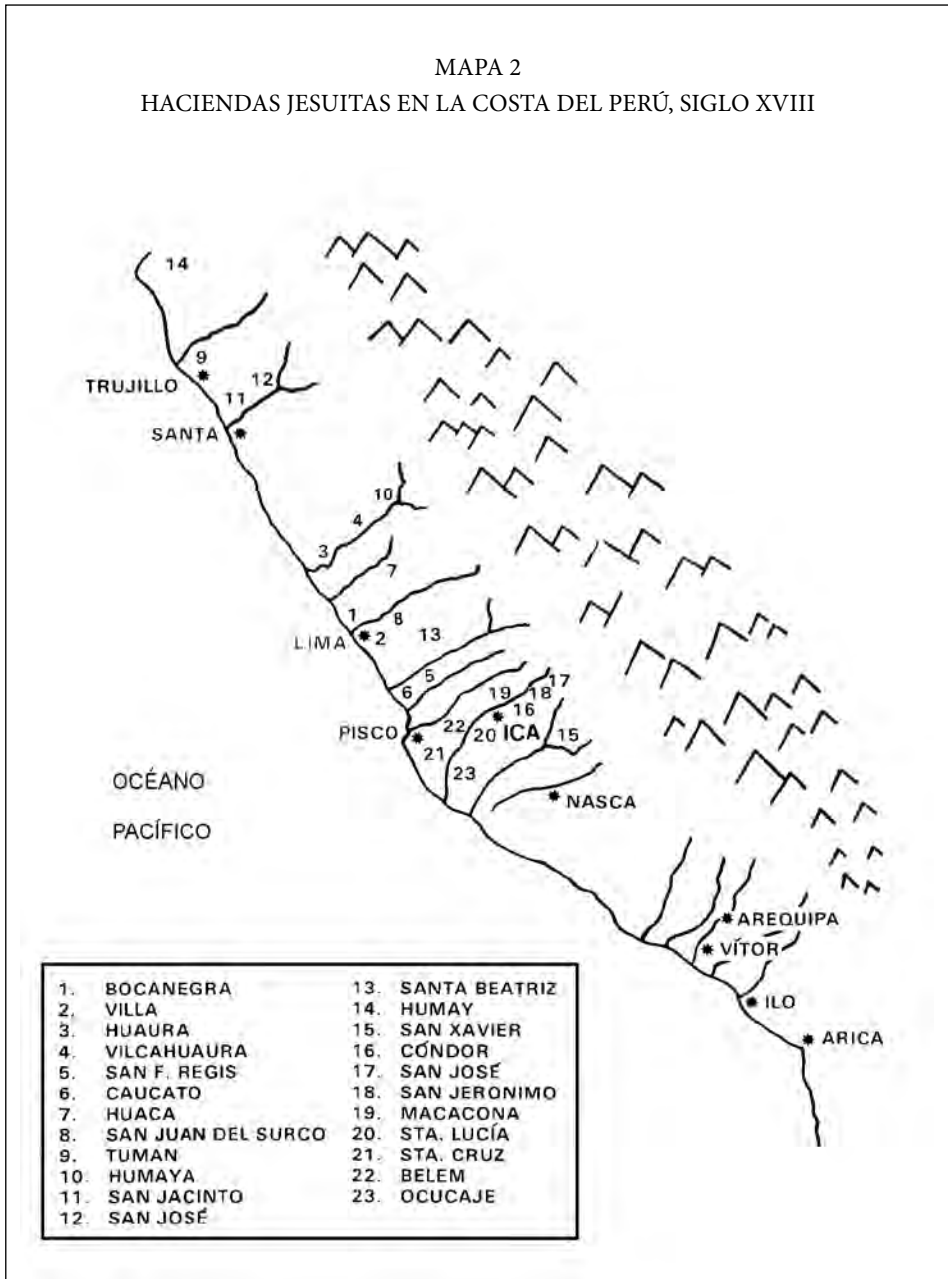 MAPA 2
HACIENDAS JESUITAS EN LA COSTA DEL PERÚ, SIGLO XVIII
14
9
TRUJILLO
12
11
SANTA
10
4
3
7
1
8
LIMA
2
13
5
6
17
19
18
16
PISCO
22
20
ICA
21
15
23
NASCA
OCÉANO
PACÍFICO
AREQUIPA
VÍTOR
ILO
ARICA
1. BOCANEGRA
2. VILLA
3. HUAURA
4. VILCAHUAURA
5. SAN F. REGIS
6. CAUCATO
7. HUACA
8. SAN JUAN DEL SURCO
9. TUMAN
10. HUMAYA
11. SAN JACINTO
12. SAN JOSÉ
13. SANTA BEATRIZ
14. HUMAY
15. SAN XAVIER
16. CÓNDOR
17. SAN JOSÉ
18. SAN JERONIMO
19. MACACONA
20. STA. LUCÍA
21. STA. CRUZ
22. BELEM
23. OCUCAJE